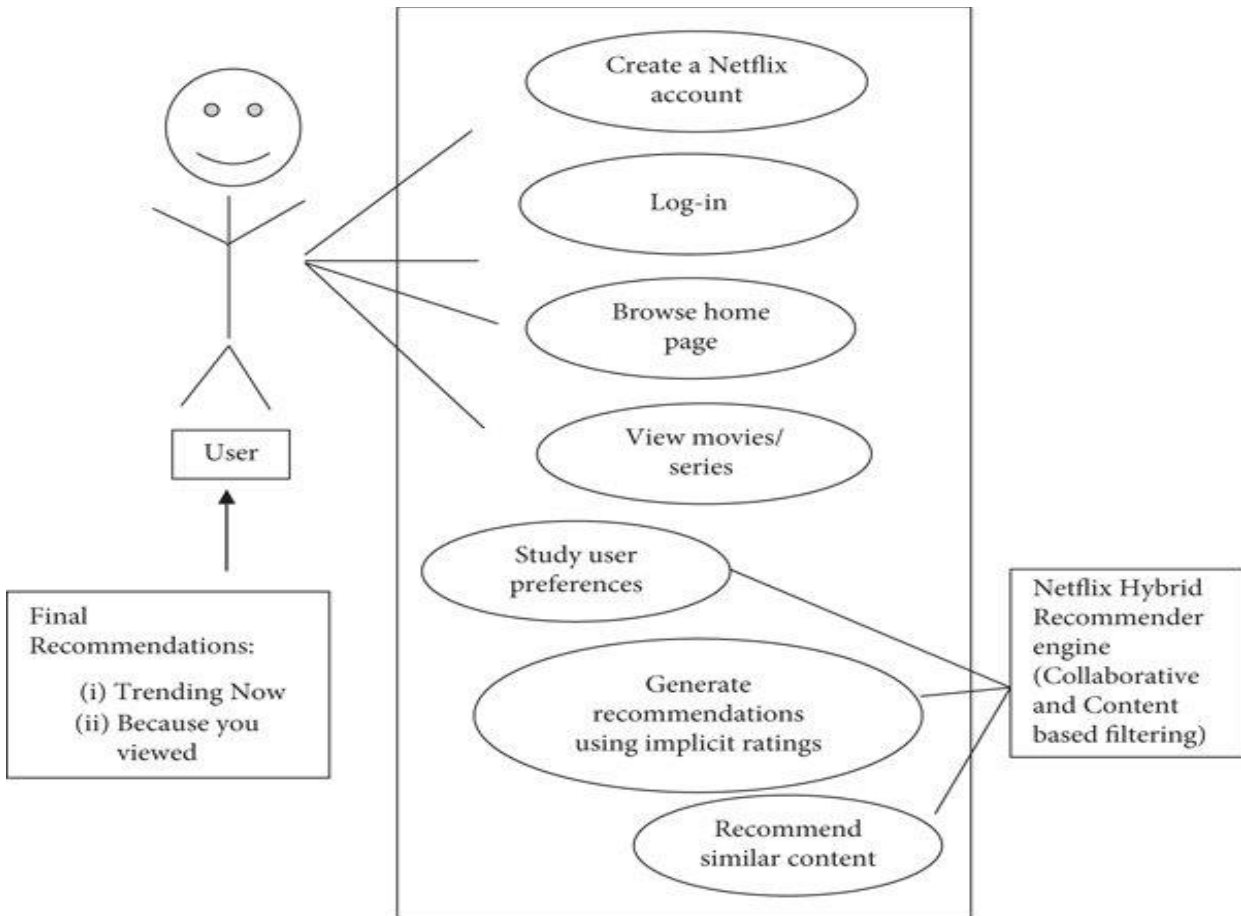 Create a Netflix
account
Log-in
Browse home
page
View movies/
series
User
Study user
preferences
Final
Recommendations:
(i) Trending Now
(ii) Because you
viewed
Generate
recommendations
using implicit ratings
Netflix Hybrid
Recommender
engine
(Collaborative
and Content
based filtering)
Recommend
similar content